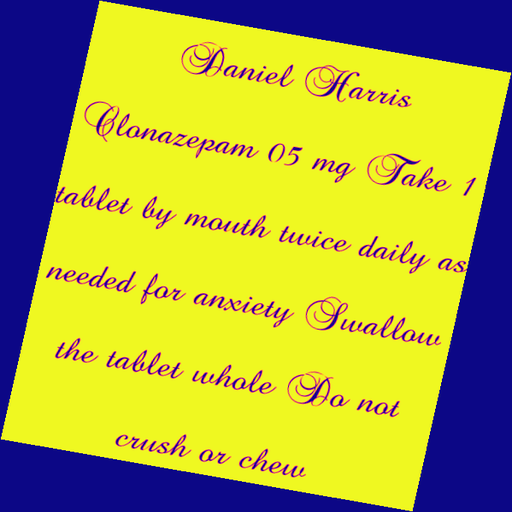 Daniel Harris
Clonazepam 05 mg Take 1
tablet by mouth twice daily as
needed for anxiety Swallow
the tablet whole Do not
crush or chew